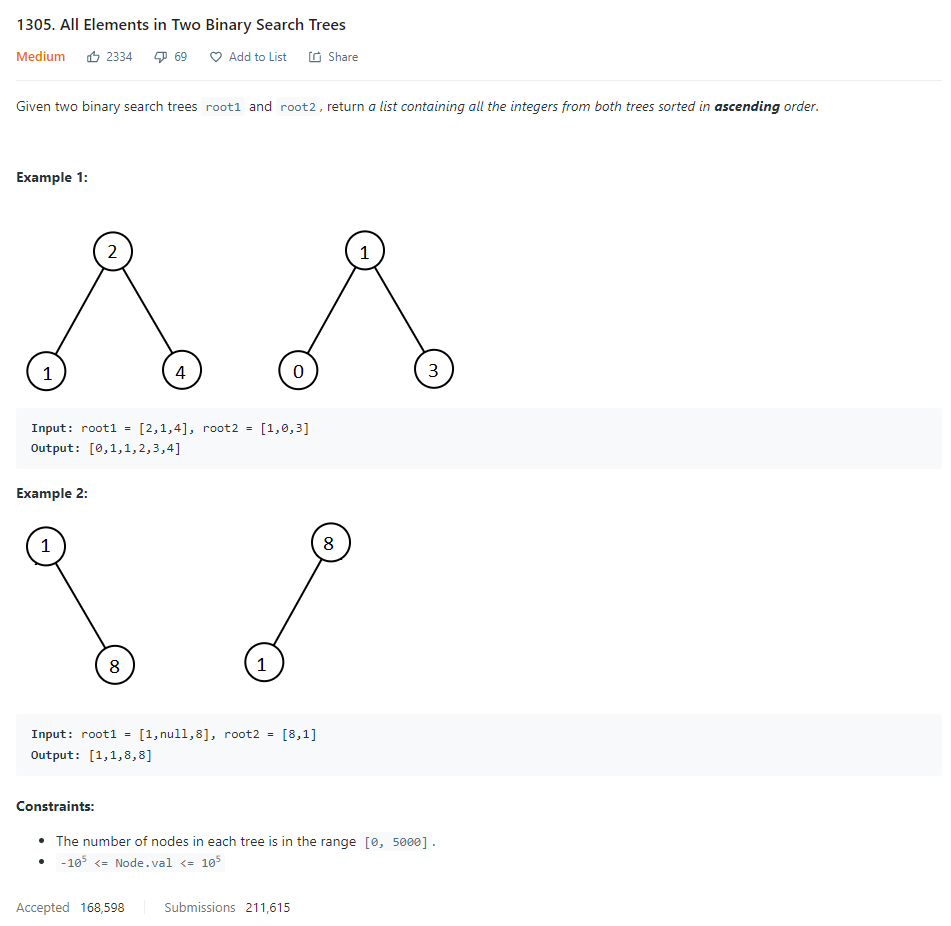 1305. All Elements in Two Binary Search Trees
Medium 2334 69 Add to List Share
Given two binary search trees root1 and root2, return a list containing all the integers from both trees sorted in ascending order.
Example 1:
2 1
1 4 0 3
Input: root1 = [2,1,4], root2 = [1,0,3]
Output: [0,1,1,2,3,4]
Example 2:
1 8
8 1
Input: root1 = [1,null,8], root2 = [8,1]
Output: [1,1,8,8]
Constraints:
• The number of nodes in each tree is in the range [0, 5000].
• -10⁵ <= Node.val <= 10⁵
Accepted 168,598 Submissions 211,615